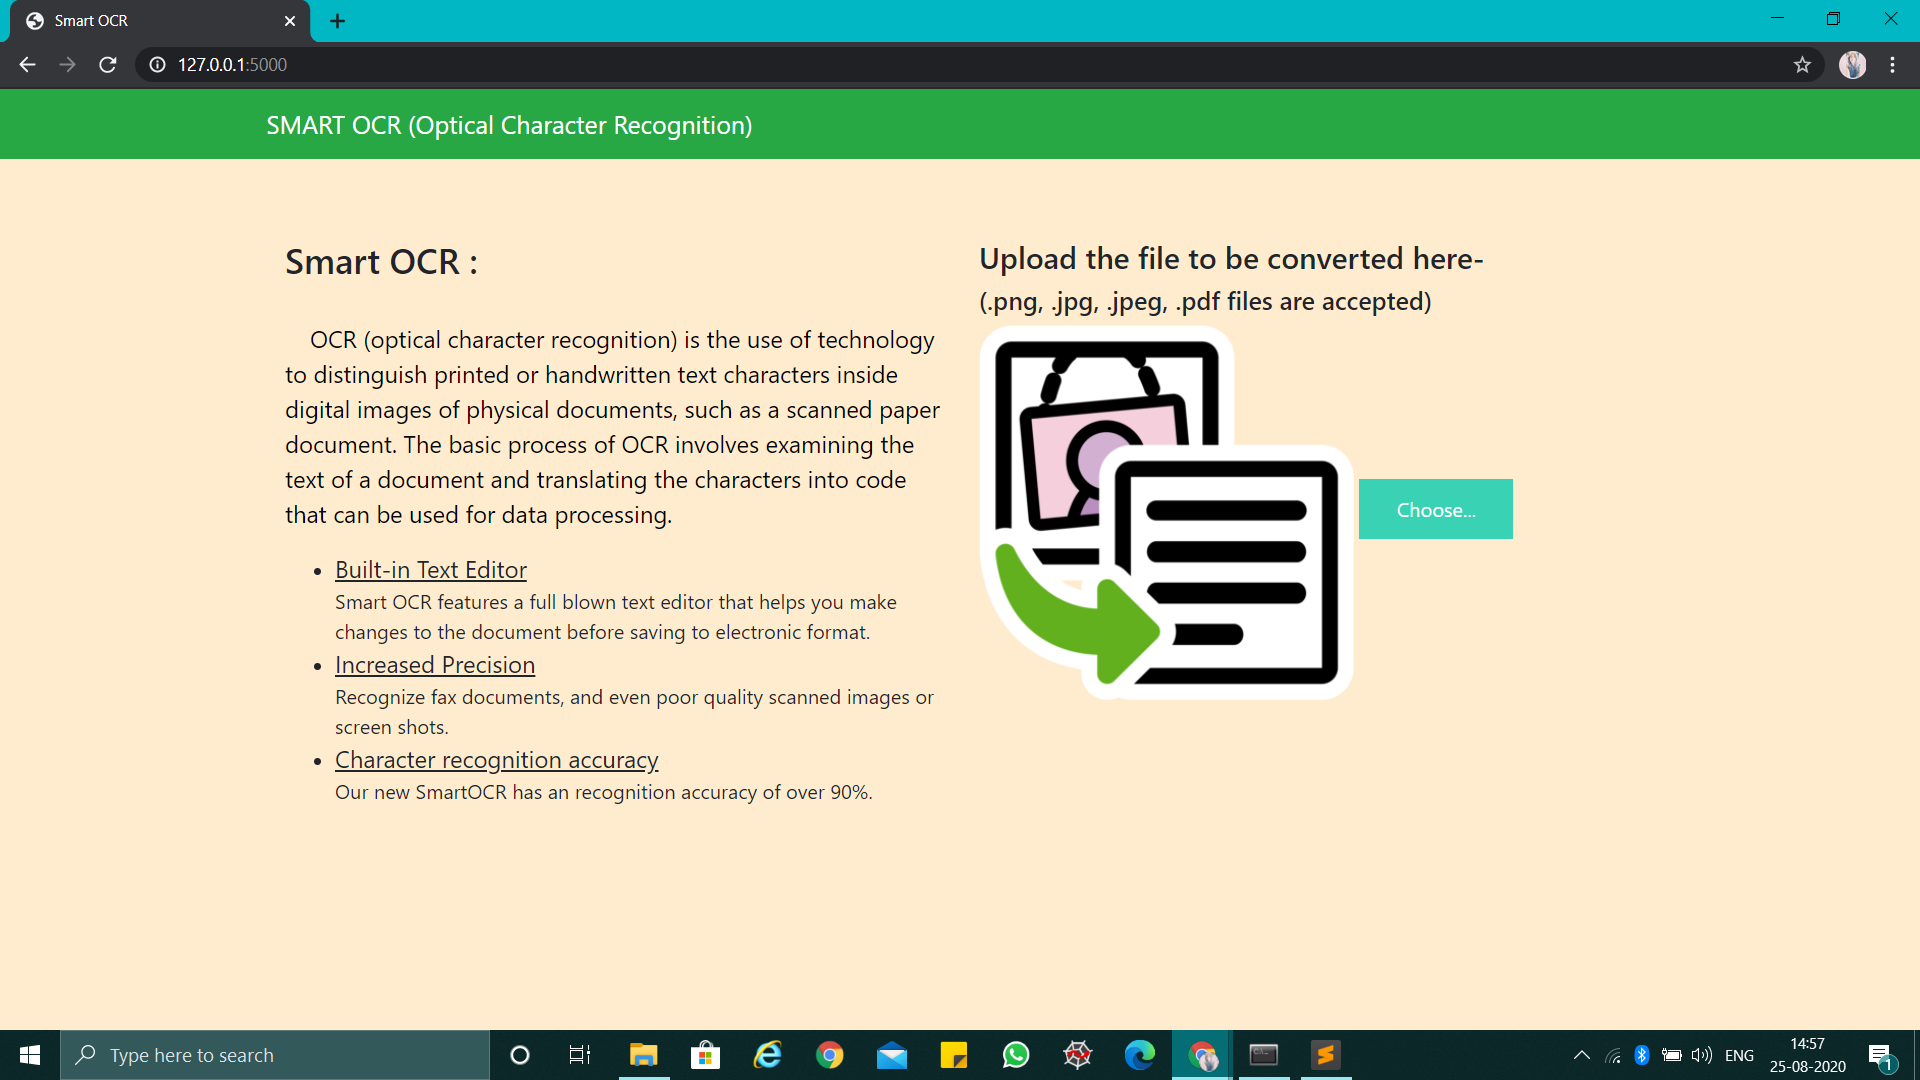 Smart OCR
127.0.0.1:5000
SMART OCR (Optical Character Recognition)
Smart OCR :
OCR (optical character recognition) is the use of technology
to distinguish printed or handwritten text characters inside
digital images of physical documents, such as a scanned paper
document. The basic process of OCR involves examining the
text of a document and translating the characters into code
that can be used for data processing.
• Built-in Text Editor
Smart OCR features a full blown text editor that helps you make
changes to the document before saving to electronic format.
• Increased Precision
Recognize fax documents, and even poor quality scanned images or
screen shots.
• Character recognition accuracy
Our new SmartOCR has an recognition accuracy of over 90%.
Upload the file to be converted here-
(.png, .jpg, .jpeg, .pdf files are accepted)
Choose...
Type here to search
ENG
14:57
25-08-2020
1